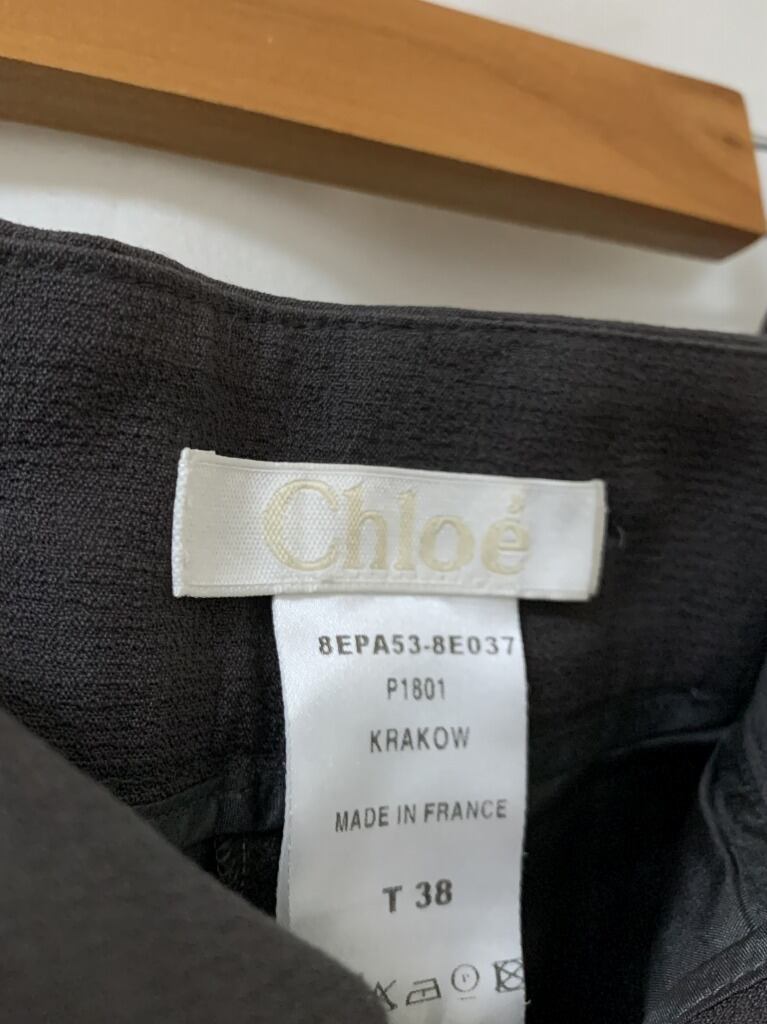 Chloé
8EPA53-8E037
P1801
KRAKOW
MADE IN FRANCE
T 38